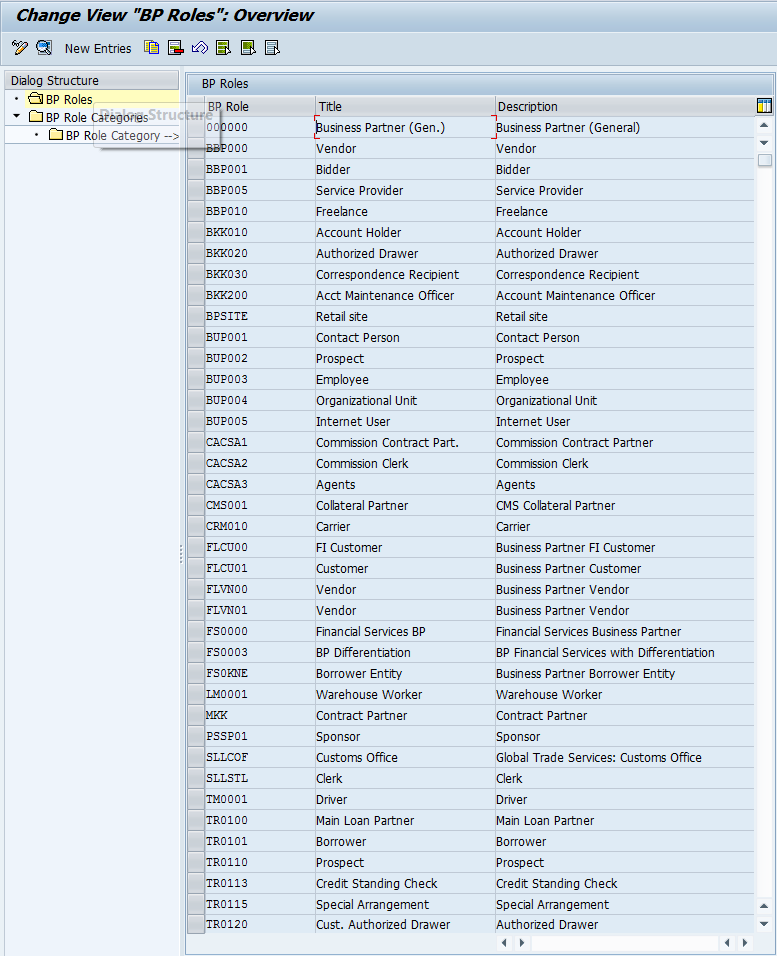 Change View "BP Roles": Overview
New Entries
Dialog Structure
BP Roles
BP Role Categories
BP Role Category -->
Dialog Structure
BP Roles
BP Role Title Description
000000 Business Partner (Gen.) Business Partner (General)
BBP000 Vendor Vendor
BBP001 Bidder Bidder
BBP005 Service Provider Service Provider
BBP010 Freelance Freelance
BKK010 Account Holder Account Holder
BKK020 Authorized Drawer Authorized Drawer
BKK030 Correspondence Recipient Correspondence Recipient
BKK200 Acct Maintenance Officer Account Maintenance Officer
BPSITE Retail site Retail site
BUP001 Contact Person Contact Person
BUP002 Prospect Prospect
BUP003 Employee Employee
BUP004 Organizational Unit Organizational Unit
BUP005 Internet User Internet User
CACSA1 Commission Contract Part. Commission Contract Partner
CACSA2 Commission Clerk Commission Clerk
CACSA3 Agents Agents
CMS001 Collateral Partner CMS Collateral Partner
CRM010 Carrier Carrier
FLCU00 FI Customer Business Partner FI Customer
FLCU01 Customer Business Partner Customer
FLVN00 Vendor Business Partner Vendor
FLVN01 Vendor Business Partner Vendor
FS0000 Financial Services BP Financial Services Business Partner
FS0003 BP Differentiation BP Financial Services with Differentiation
FS0KNE Borrower Entity Business Partner Borrower Entity
LM0001 Warehouse Worker Warehouse Worker
MKK Contract Partner Contract Partner
PSSP01 Sponsor Sponsor
SLLCOF Customs Office Global Trade Services: Customs Office
SLLSTL Clerk Clerk
TM0001 Driver Driver
TR0100 Main Loan Partner Main Loan Partner
TR0101 Borrower Borrower
TR0110 Prospect Prospect
TR0113 Credit Standing Check Credit Standing Check
TR0115 Special Arrangement Special Arrangement
TR0120 Cust. Authorized Drawer Authorized Drawer